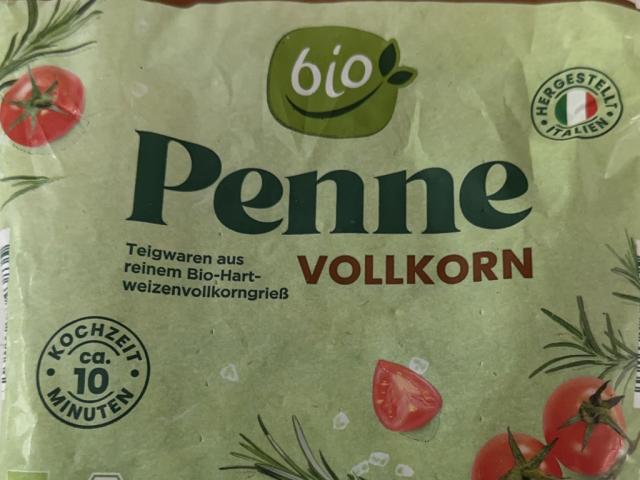 bio
HERGESTELLT
ITALIEN
Penne
Teigwaren aus
reinem Bio-Hart-
weizenvollkorngrieß
VOLLKORN
KOCHZEIT
ca.
10
MINUTEN